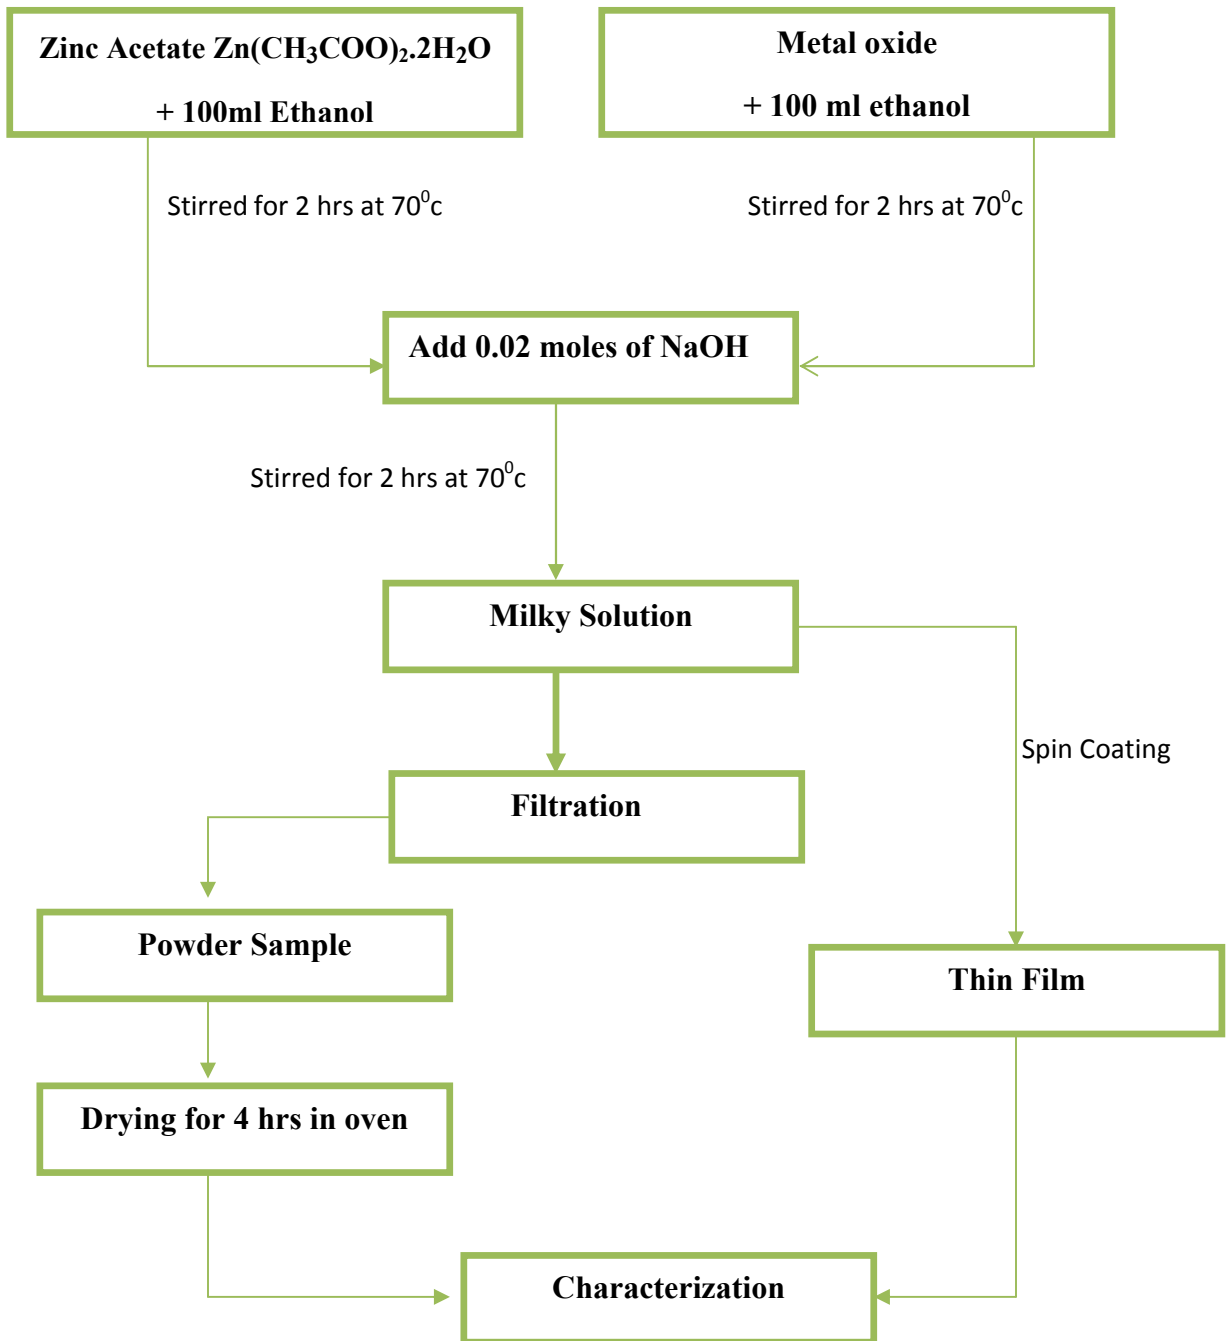 Zinc Acetate Zn(CH₃COO)₂.2H₂O
+ 100ml Ethanol
Metal oxide
+ 100 ml ethanol
Stirred for 2 hrs at 70⁰c
Stirred for 2 hrs at 70⁰c
Add 0.02 moles of NaOH
Stirred for 2 hrs at 70⁰c
Milky Solution
Spin Coating
Filtration
Powder Sample
Thin Film
Drying for 4 hrs in oven
Characterization